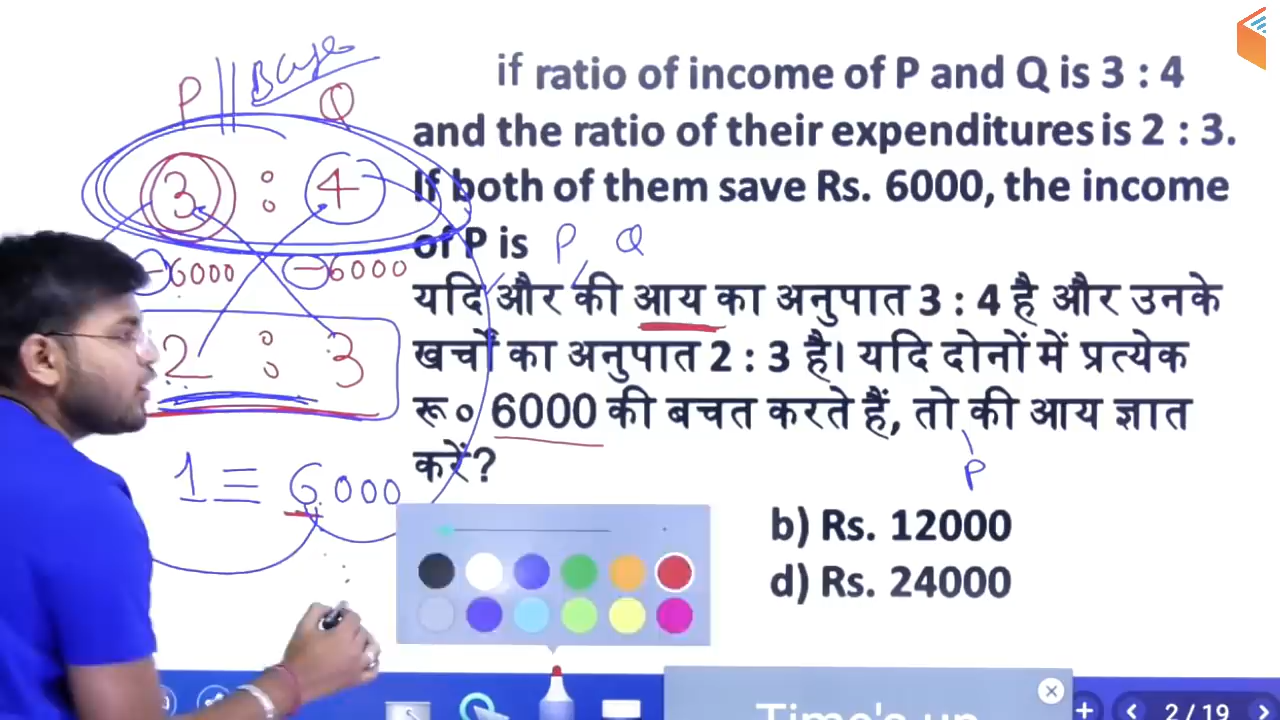 P Base Q
3 : 4
-6000 -6000
2 : 3
1 ≡ 6000
if ratio of income of P and Q is 3 : 4
and the ratio of their expenditures is 2 : 3.
If both of them save Rs. 6000, the income
of P is P Q
यदि और की आय का अनुपात 3 : 4 है और उनके
खर्चों का अनुपात 2 : 3 है। यदि दोनों में प्रत्येक
रू० 6000 की बचत करते हैं, तो की आय ज्ञात
करें?
P
b) Rs. 12000
d) Rs. 24000
Time's up
2 / 19